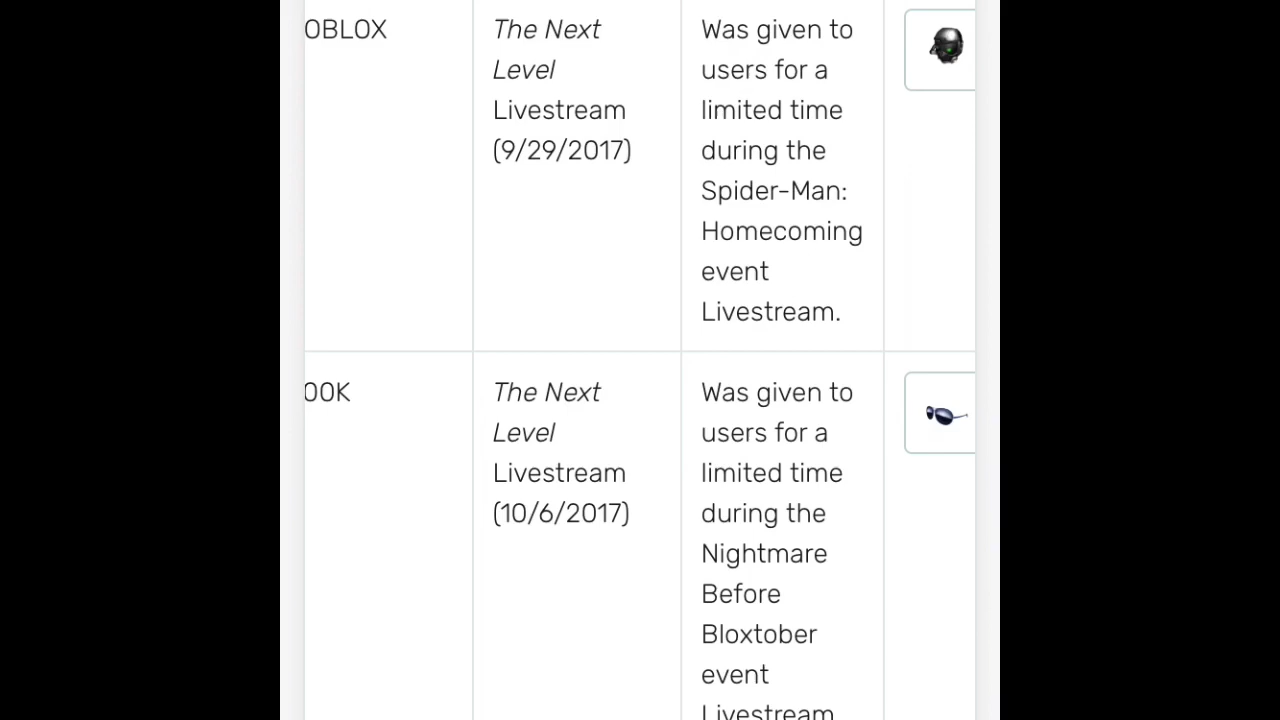 OBLOX
The Next
Level
Livestream
(9/29/2017)
Was given to
users for a
limited time
during the
Spider-Man:
Homecoming
event
Livestream.
OOK
The Next
Level
Livestream
(10/6/2017)
Was given to
users for a
limited time
during the
Nightmare
Before
Bloxtober
event
Livestream